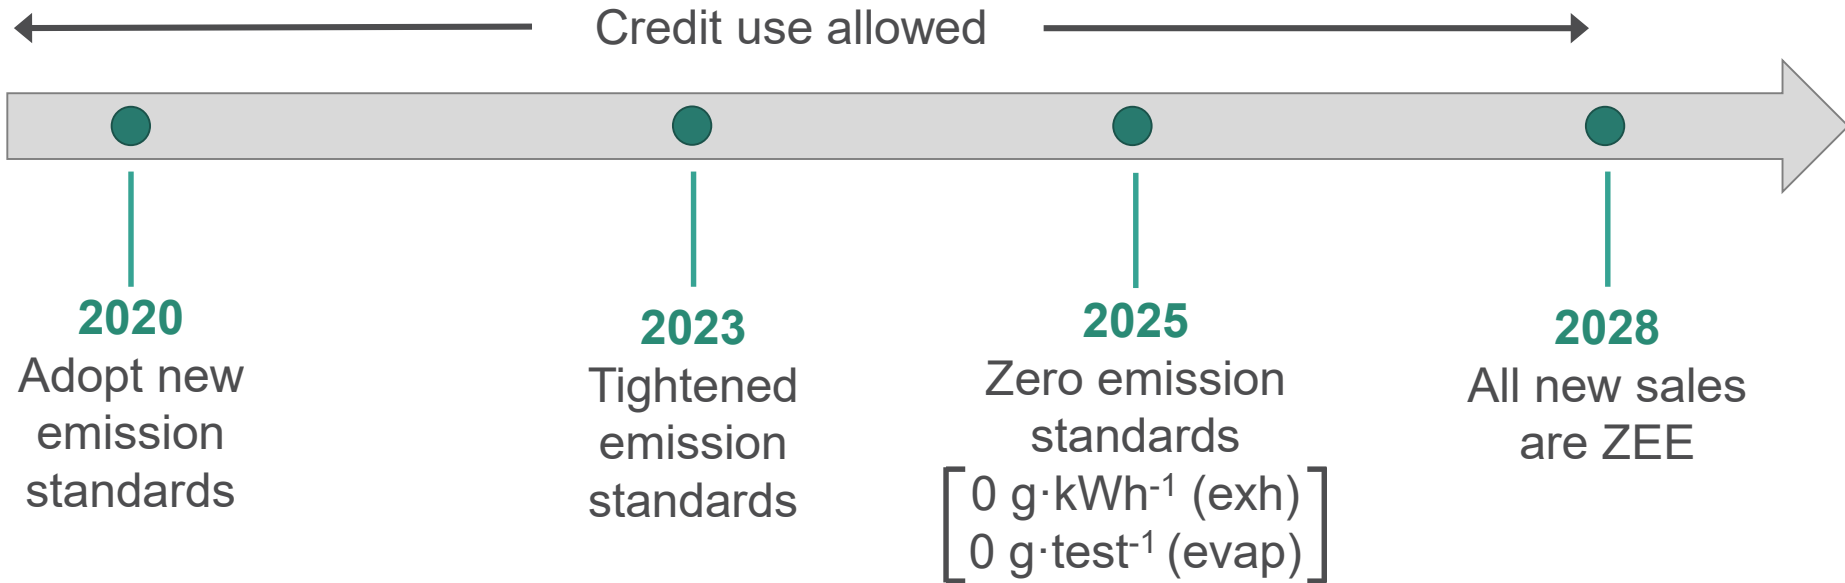 Credit use allowed
2020
Adopt new
emission
standards
2023
Tightened
emission
standards
2025
Zero emission
standards
0 g·kWh⁻¹ (exh)
0 g·test⁻¹ (evap)
2028
All new sales
are ZEE